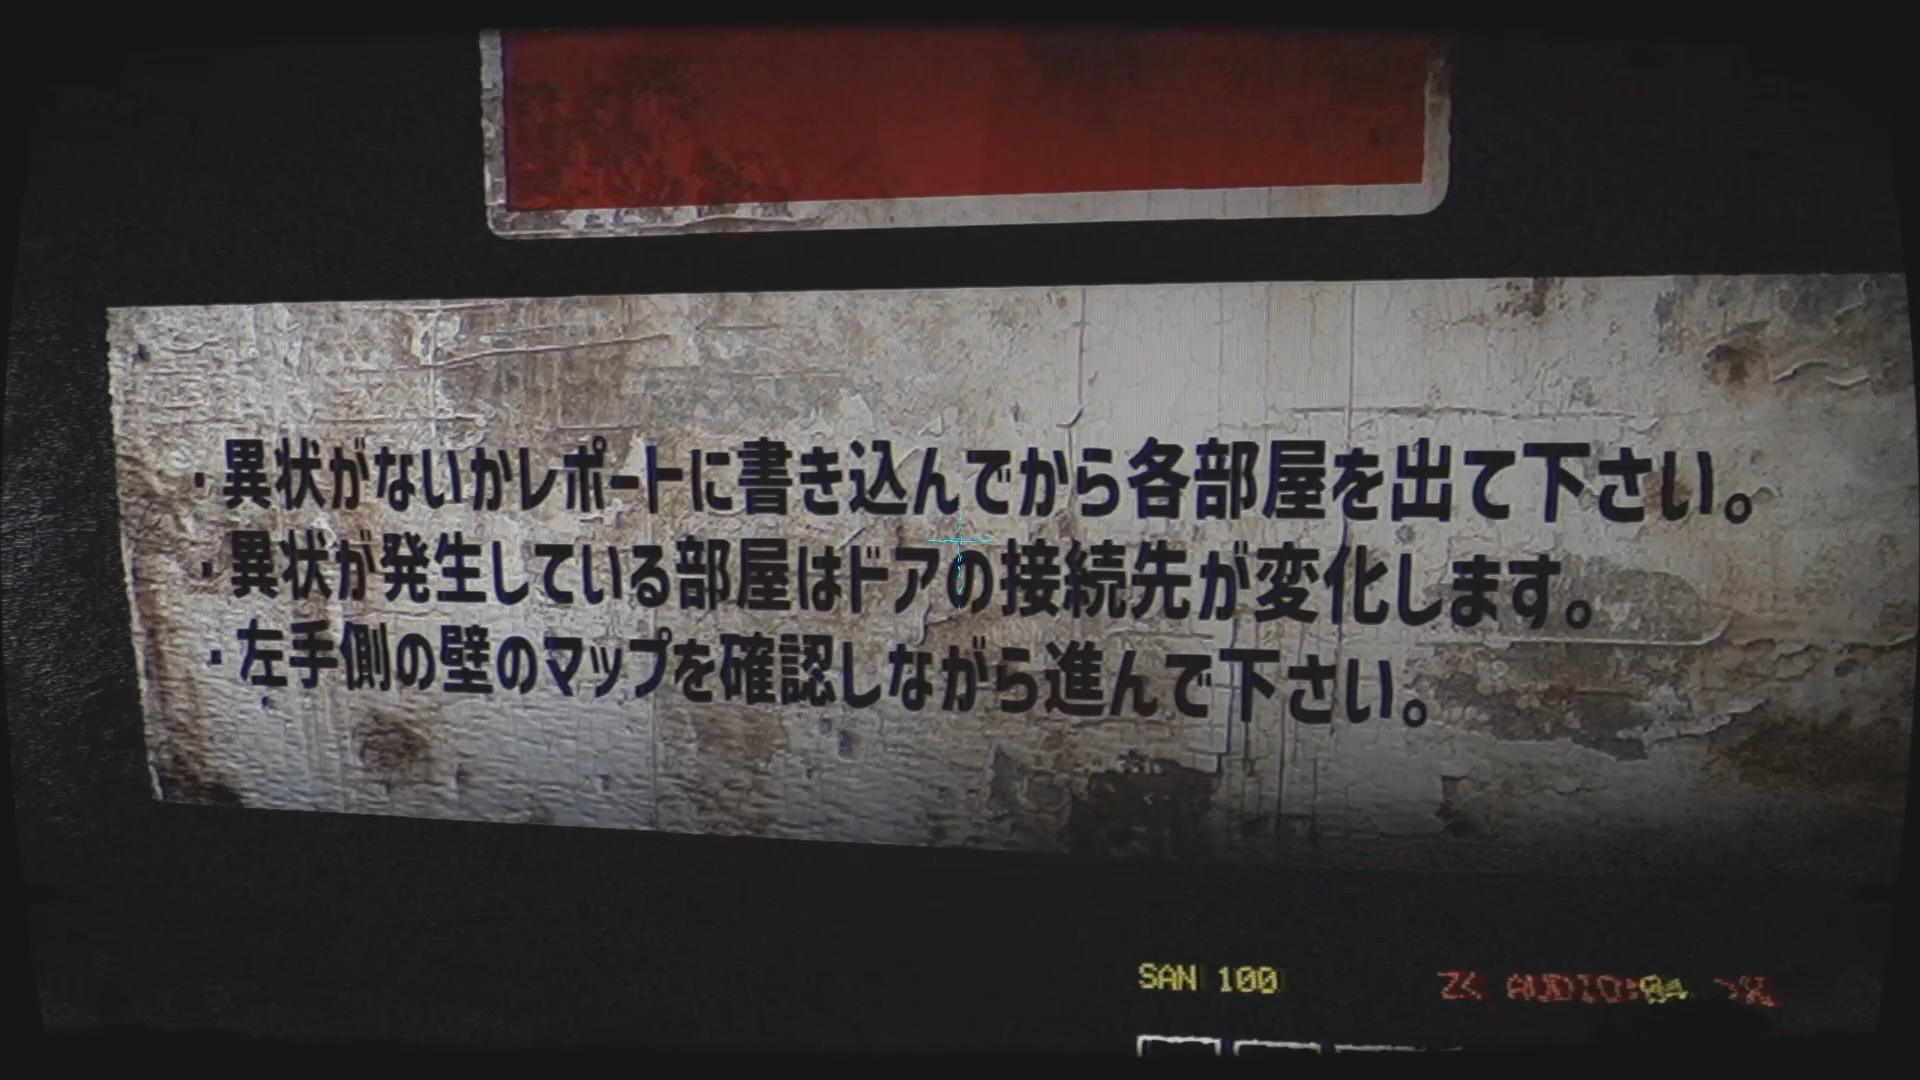 ・異状がないかレポートに書き込んでから各部屋を出て下さい。
・異状が発生している部屋はドアの接続先が変化します。
・左手側の壁のマップを確認しながら進んで下さい。
SAN 100
AUDIO:04